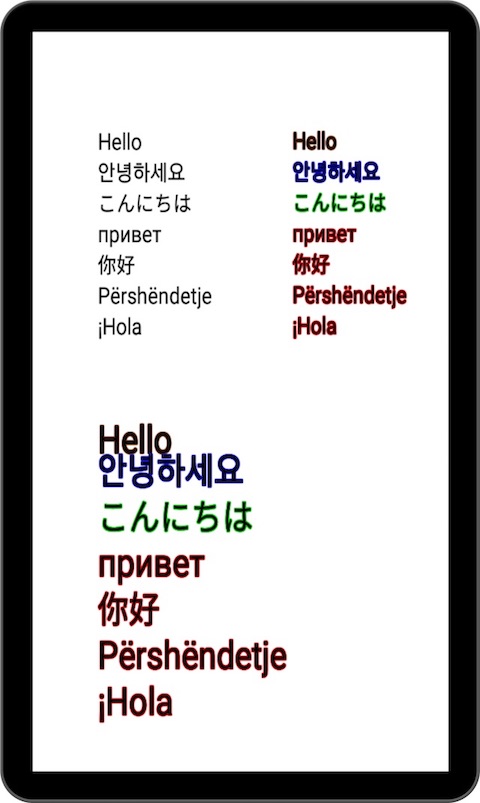 Hello
안녕하세요
こんにちは
привет
你好
Përshëndetje
¡Hola
Hello
안녕하세요
こんにちは
привет
你好
Përshëndetje
¡Hola
Hello
안녕하세요
こんにちは
привет
你好
Përshëndetje
¡Hola